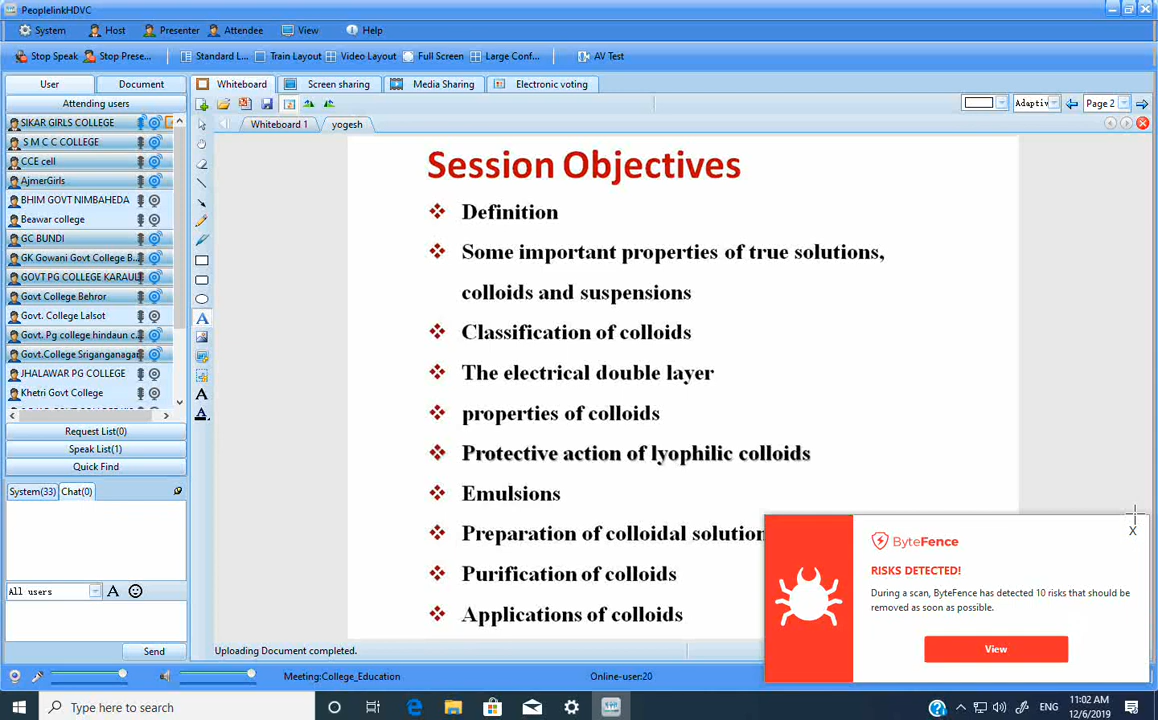 PeoplelinkHDVC
System Host Presenter Attendee View Help
Stop Speak Stop Prese... Standard L... Train Layout Video Layout Full Screen Large Conf... AV Test
User Document
Whiteboard Screen sharing Media Sharing Electronic voting
Attending users
Adaptiv Page 2
Whiteboard 1 yogesh
SIKAR GIRLS COLLEGE
S M C C COLLEGE
CCE cell
AjmerGirls
BHIM GOVT NIMBAHEDA
Beawar college
GC BUNDI
GK Gowani Govt College B...
GOVT PG COLLEGE KARAUL
Govt College Behror
Govt. College Lalsot
Govt. Pg college hindaun c...
Govt.College Sriganganagar
JHALAWAR PG COLLEGE
Khetri Govt College
Request List(0)
Speak List(1)
Quick Find
System(33) Chat(0)
All users A
Send
Session Objectives
Definition
Some important properties of true solutions,
colloids and suspensions
Classification of colloids
The electrical double layer
properties of colloids
Protective action of lyophilic colloids
Emulsions
Preparation of colloidal solution
Purification of colloids
Applications of colloids
X
ByteFence
RISKS DETECTED!
During a scan, ByteFence has detected 10 risks that should be
removed as soon as possible.
View
Uploading Document completed.
Meeting:College_Education Online-user:20
Type here to search
ENG
11:02 AM
12/6/2019